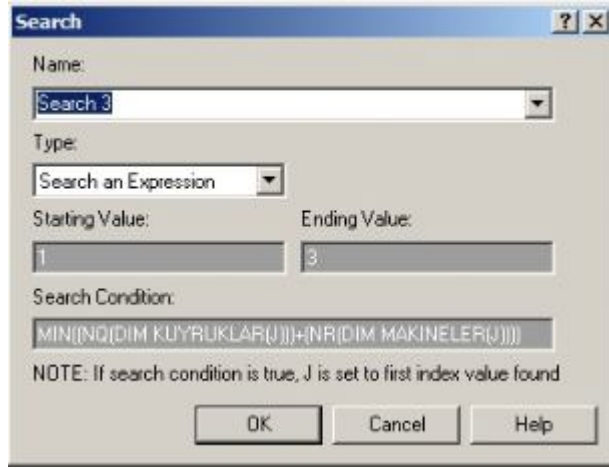 Search
Name:
Search 3
Type:
Search an Expression
Starting Value: Ending Value:
1 3
Search Condition:
MIN((NQ(DIM KUYRUKLAR(J)))+(NR(DIM MAKINELER(J))))
NOTE: If search condition is true, J is set to first index value found
OK Cancel Help